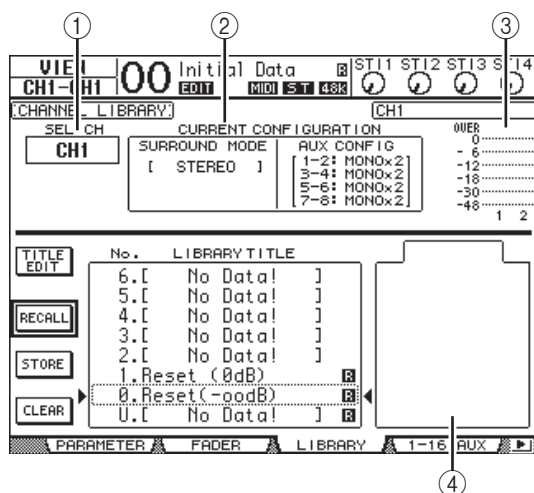 ① ② ③
VIEW 00 Initial Data R STI1 STI2 STI3 STI4
CH1-CH1 EDIT MIDI ST 48K
CHANNEL LIBRARY CH1
SEL CH CURRENT CONFIGURATION OVER
CH1 SURROUND MODE AUX CONFIG 0
[ STEREO ] [1-2: MONOx2] -6
[3-4: MONOx2] -12
[5-6: MONOx2] -18
[7-8: MONOx2] -30
-48
1 2
TITLE EDIT No. LIBRARY TITLE
6.[ No Data! ]
5.[ No Data! ]
RECALL 4.[ No Data! ]
3.[ No Data! ]
STORE 2.[ No Data! ]
1.Reset (0dB) R
0.Reset(-oodB) R
CLEAR U.[ No Data! ] R
PARAMETER FADER LIBRARY 1-16 AUX
④